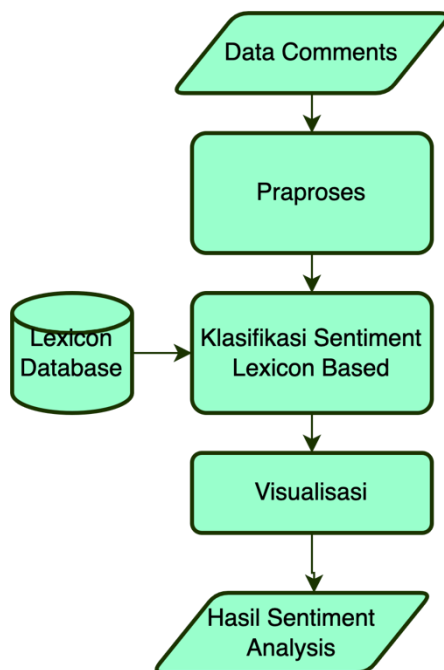 Data Comments
Praproses
Lexicon
Database
Klasifikasi Sentiment
Lexicon Based
Visualisasi
Hasil Sentiment
Analysis